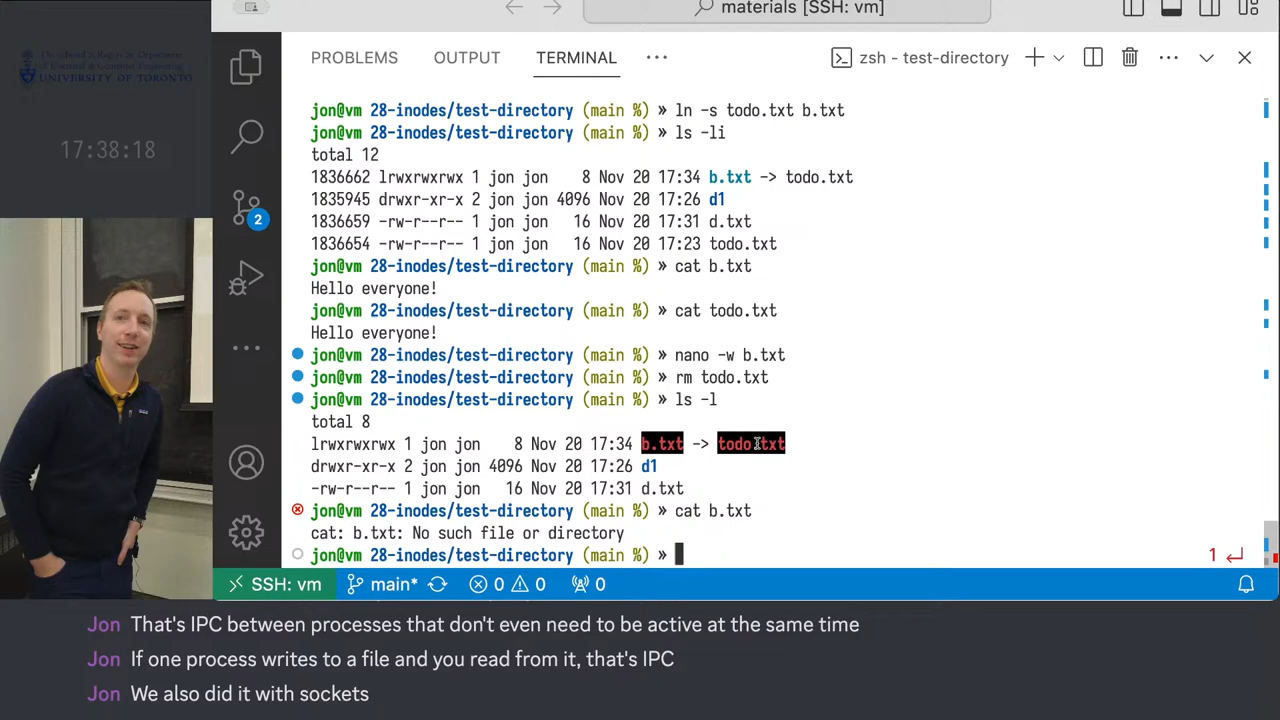 materials [SSH: vm]
UNIVERSITY OF TORONTO
17:38:18
PROBLEMS OUTPUT TERMINAL ··· zsh - test-directory
jon@vm 28-inodes/test-directory (main %) » ln -s todo.txt b.txt
jon@vm 28-inodes/test-directory (main %) » ls -li
total 12
1836662 lrwxrwxrwx 1 jon jon 8 Nov 20 17:34 b.txt -> todo.txt
1835945 drwxr-xr-x 2 jon jon 4096 Nov 20 17:26 d1
1836659 -rw-r--r-- 1 jon jon 16 Nov 20 17:31 d.txt
1836654 -rw-r--r-- 1 jon jon 16 Nov 20 17:23 todo.txt
jon@vm 28-inodes/test-directory (main %) » cat b.txt
Hello everyone!
jon@vm 28-inodes/test-directory (main %) » cat todo.txt
Hello everyone!
jon@vm 28-inodes/test-directory (main %) » nano -w b.txt
jon@vm 28-inodes/test-directory (main %) » rm todo.txt
jon@vm 28-inodes/test-directory (main %) » ls -l
total 8
lrwxrwxrwx 1 jon jon 8 Nov 20 17:34 b.txt -> todo.txt
drwxr-xr-x 2 jon jon 4096 Nov 20 17:26 d1
-rw-r--r-- 1 jon jon 16 Nov 20 17:31 d.txt
jon@vm 28-inodes/test-directory (main %) » cat b.txt
cat: b.txt: No such file or directory
jon@vm 28-inodes/test-directory (main %) » 1
2
SSH: vm main* 0 0 0
Jon That's IPC between processes that don't even need to be active at the same time
Jon If one process writes to a file and you read from it, that's IPC
Jon We also did it with sockets